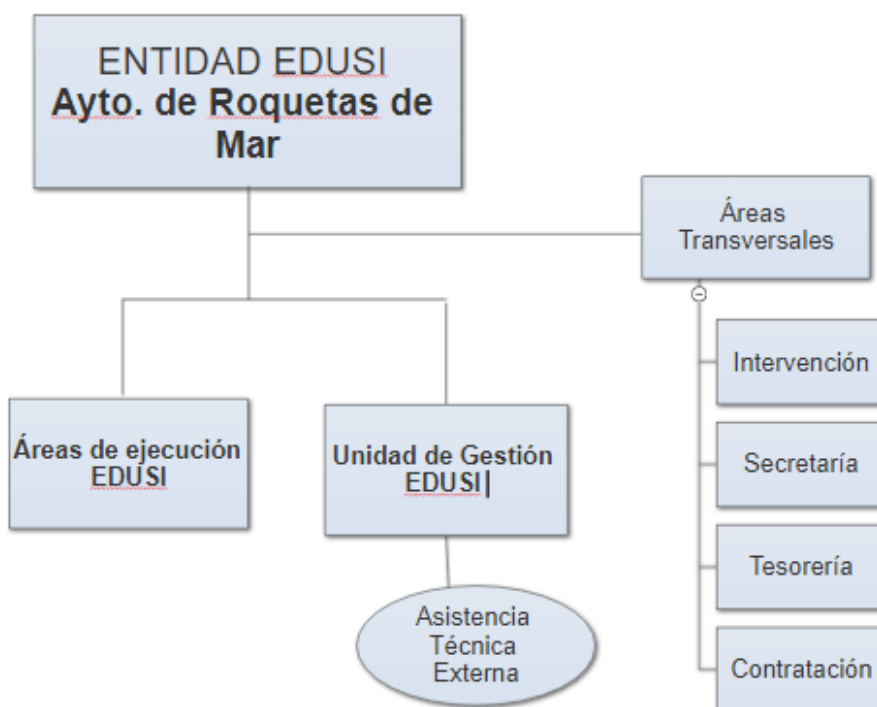 ENTIDAD EDUSI
Ayto. de Roquetas de
Mar
Áreas
Transversales
Intervención
Secretaría
Tesorería
Contratación
Áreas de ejecución
EDUSI
Unidad de Gestión
EDUSI
Asistencia
Técnica
Externa